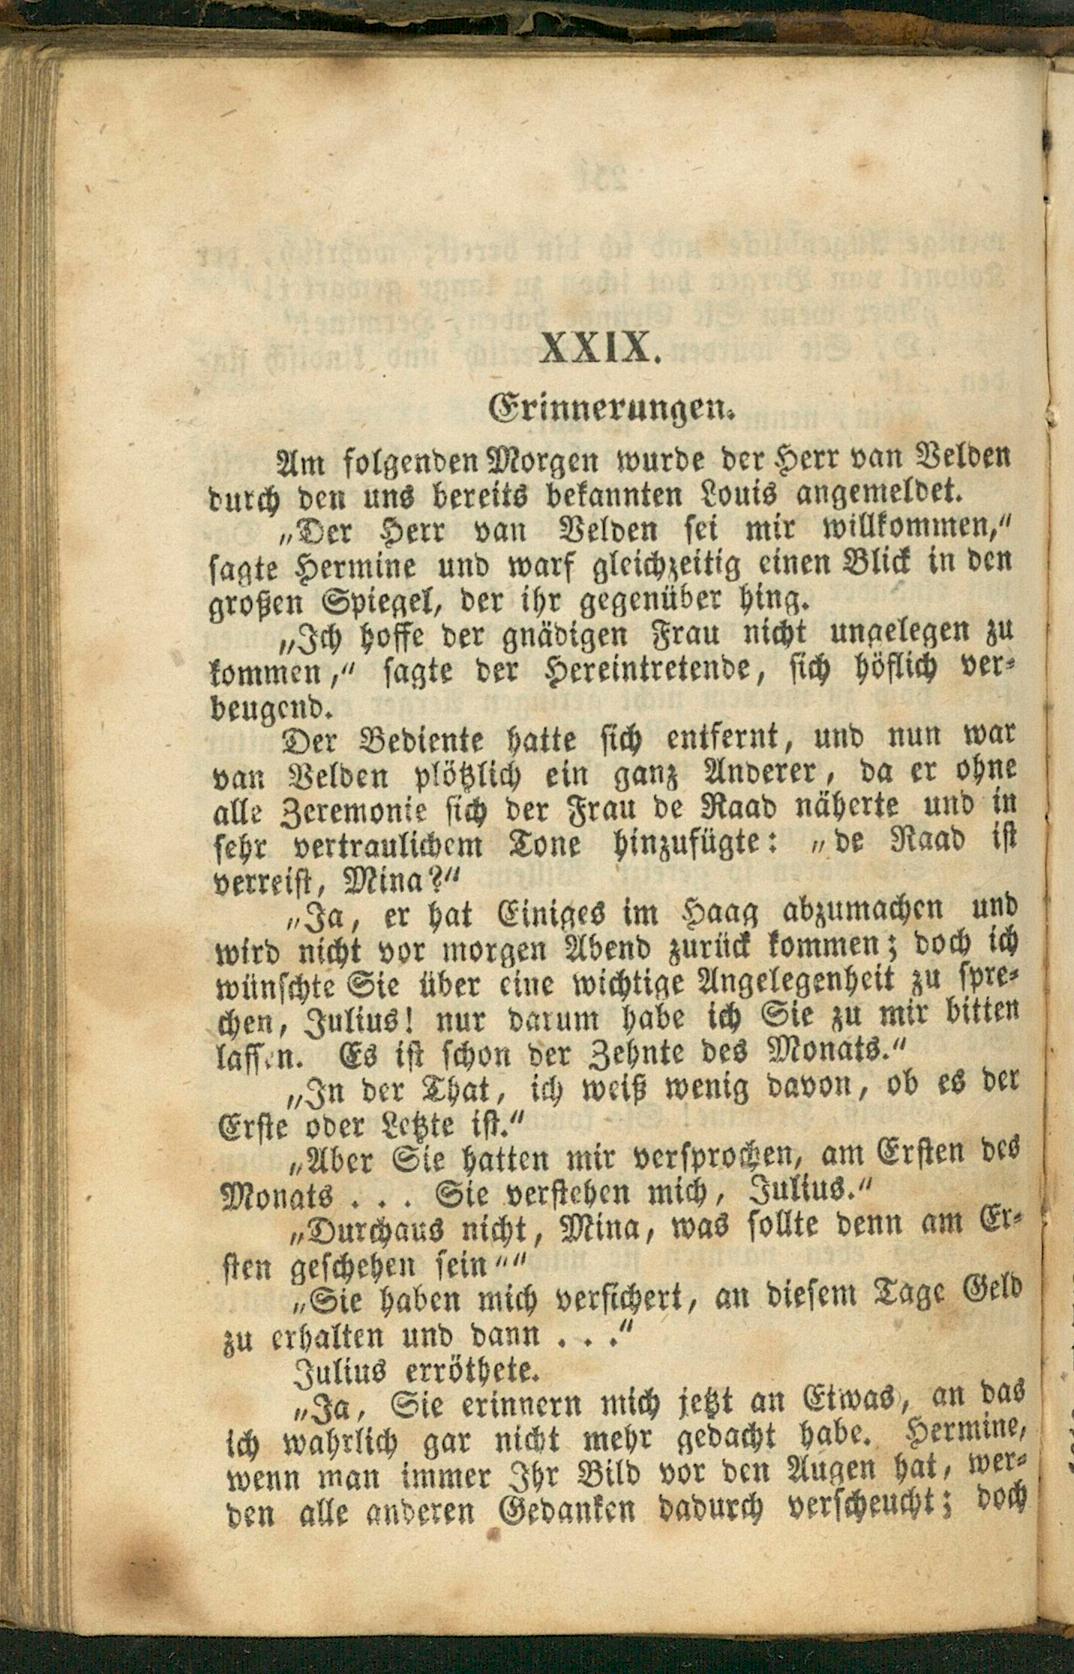 XXIX.
Erinnerungen.
Am folgenden Morgen wurde der Herr van Velden
durch den uns bereits bekannten Louis angemeldet.
„Der Herr van Velden sei mir willkommen,“
sagte Hermine und warf gleichzeitig einen Blick in den
großen Spiegel, der ihr gegenüber hing.
„Ich hoffe der gnädigen Frau nicht ungelegen zu
kommen,“ sagte der Hereintretende, sich höflich ver-
beugend.
Der Bediente hatte sich entfernt, und nun war
van Velden plötzlich ein ganz Anderer, da er ohne
alle Zeremonie sich der Frau de Raad näherte und in
sehr vertraulichem Tone hinzufügte: „de Raad ist
verreist, Mina?“
„Ja, er hat Einiges im Haag abzumachen und
wird nicht vor morgen Abend zurück kommen; doch ich
wünschte Sie über eine wichtige Angelegenheit zu spre-
chen, Julius! nur darum habe ich Sie zu mir bitten
lassen. Es ist schon der Zehnte des Monats.“
„In der That, ich weiß wenig davon, ob es der
Erste oder Letzte ist.“
„Aber Sie hatten mir versprochen, am Ersten des
Monats . . . Sie verstehen mich, Julius.“
„Durchaus nicht, Mina, was sollte denn am Er-
sten geschehen sein““
„Sie haben mich versichert, an diesem Tage Geld
zu erhalten und dann . . .“
Julius erröthete.
„Ja, Sie erinnern mich jetzt an Etwas, an das
ich wahrlich gar nicht mehr gedacht habe. Hermine,
wenn man immer Ihr Bild vor den Augen hat, wer-
den alle anderen Gedanken dadurch verscheucht; doch